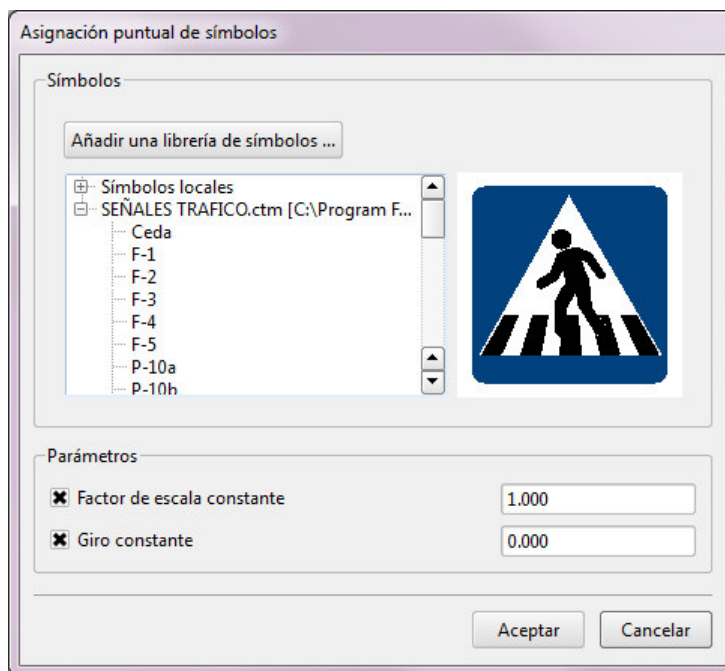 Asignación puntual de símbolos
Símbolos
Añadir una librería de símbolos ...
Símbolos locales
SEÑALES TRAFICO.ctm [C:\Program F...
Ceda
F-1
F-2
F-3
F-4
F-5
P-10a
P-10b
Parámetros
Factor de escala constante 1.000
Giro constante 0.000
Aceptar Cancelar